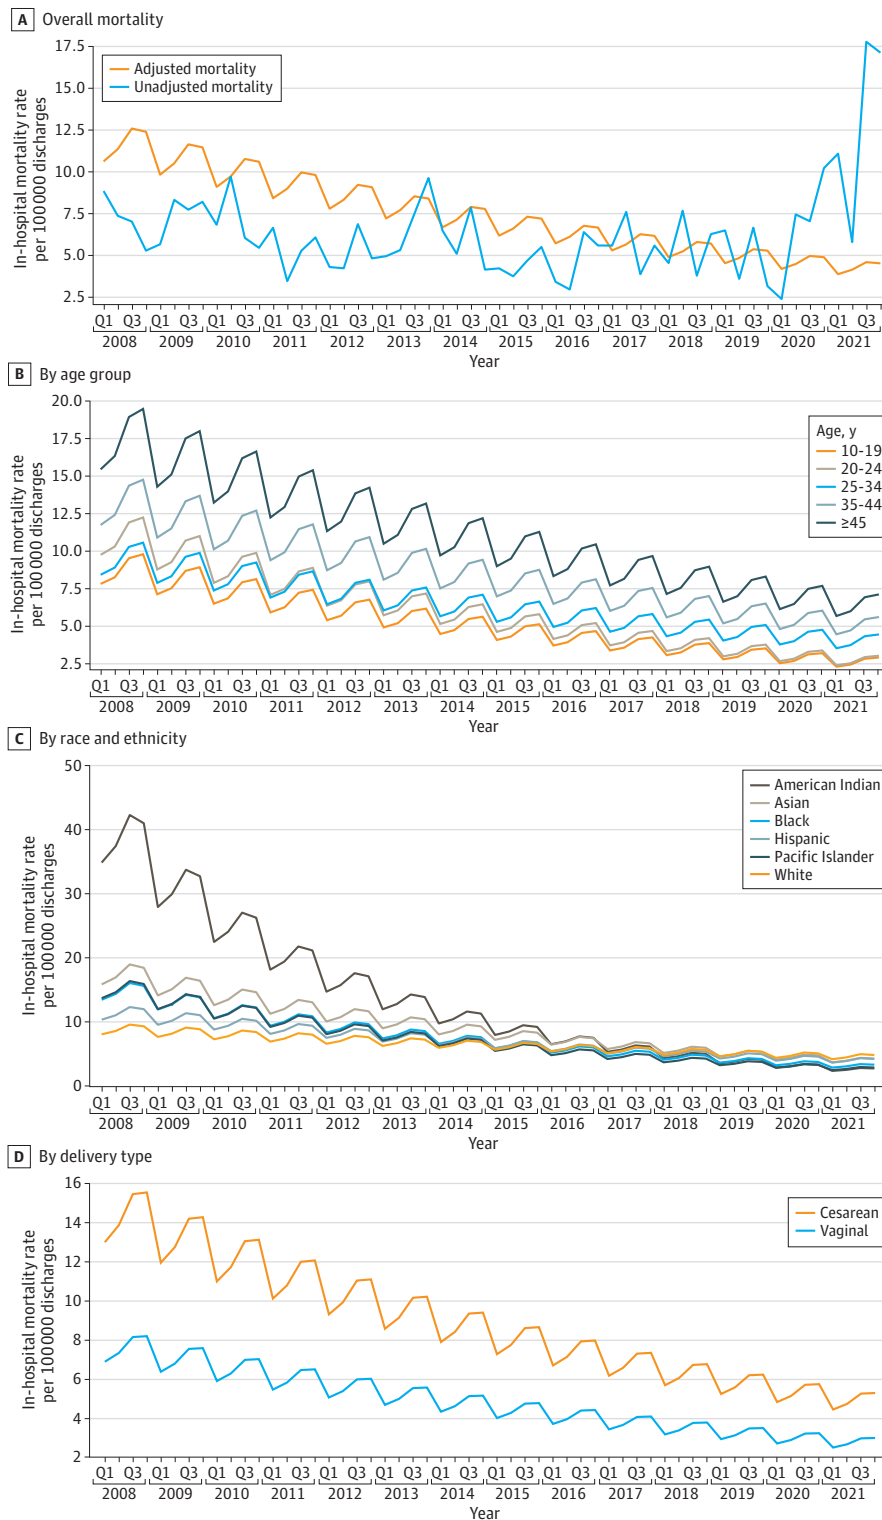 A Overall mortality
In-hospital mortality rate
per 100 000 discharges
17.5
15.0
12.5
10.0
7.5
5.0
2.5
Adjusted mortality
Unadjusted mortality
Q1 Q3 Q1 Q3 Q1 Q3 Q1 Q3 Q1 Q3 Q1 Q3 Q1 Q3 Q1 Q3 Q1 Q3 Q1 Q3 Q1 Q3 Q1 Q3 Q1 Q3 Q1 Q3
2008 2009 2010 2011 2012 2013 2014 2015 2016 2017 2018 2019 2020 2021
Year
B By age group
In-hospital mortality rate
per 100 000 discharges
20.0
17.5
15.0
12.5
10.0
7.5
5.0
2.5
Age, y
10-19
20-24
25-34
35-44
≥45
Q1 Q3 Q1 Q3 Q1 Q3 Q1 Q3 Q1 Q3 Q1 Q3 Q1 Q3 Q1 Q3 Q1 Q3 Q1 Q3 Q1 Q3 Q1 Q3 Q1 Q3 Q1 Q3
2008 2009 2010 2011 2012 2013 2014 2015 2016 2017 2018 2019 2020 2021
Year
C By race and ethnicity
In-hospital mortality rate
per 100 000 discharges
50
40
30
20
10
0
American Indian
Asian
Black
Hispanic
Pacific Islander
White
Q1 Q3 Q1 Q3 Q1 Q3 Q1 Q3 Q1 Q3 Q1 Q3 Q1 Q3 Q1 Q3 Q1 Q3 Q1 Q3 Q1 Q3 Q1 Q3 Q1 Q3 Q1 Q3
2008 2009 2010 2011 2012 2013 2014 2015 2016 2017 2018 2019 2020 2021
Year
D By delivery type
In-hospital mortality rate
per 100 000 discharges
16
14
12
10
8
6
4
2
Cesarean
Vaginal
Q1 Q3 Q1 Q3 Q1 Q3 Q1 Q3 Q1 Q3 Q1 Q3 Q1 Q3 Q1 Q3 Q1 Q3 Q1 Q3 Q1 Q3 Q1 Q3 Q1 Q3 Q1 Q3
2008 2009 2010 2011 2012 2013 2014 2015 2016 2017 2018 2019 2020 2021
Year